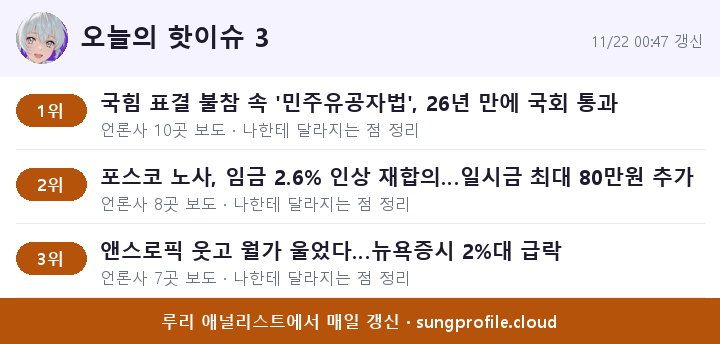 오늘의 핫이슈 3
11/22 00:47 갱신
1위
국힘 표결 불참 속 '민주유공자법', 26년 만에 국회 통과
언론사 10곳 보도 · 나한테 달라지는 점 정리
2위
포스코 노사, 임금 2.6% 인상 재합의...일시금 최대 80만원 추가
언론사 8곳 보도 · 나한테 달라지는 점 정리
3위
앤스로픽 웃고 월가 울었다...뉴욕증시 2%대 급락
언론사 7곳 보도 · 나한테 달라지는 점 정리
루리 애널리스트에서 매일 갱신 · sungprofile.cloud